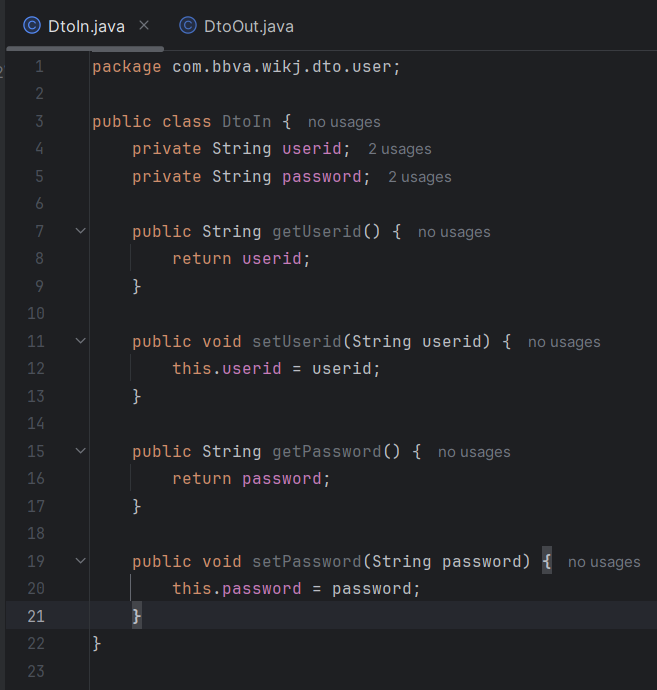 DtoIn.java × DtoOut.java
1 package com.bbva.wikj.dto.user;
2
3 public class DtoIn { no usages
4 private String userid; 2 usages
5 private String password; 2 usages
6
7 public String getUserid() { no usages
8 return userid;
9 }
10
11 public void setUserid(String userid) { no usages
12 this.userid = userid;
13 }
14
15 public String getPassword() { no usages
16 return password;
17 }
18
19 public void setPassword(String password) { no usages
20 this.password = password;
21 }
22 }
23